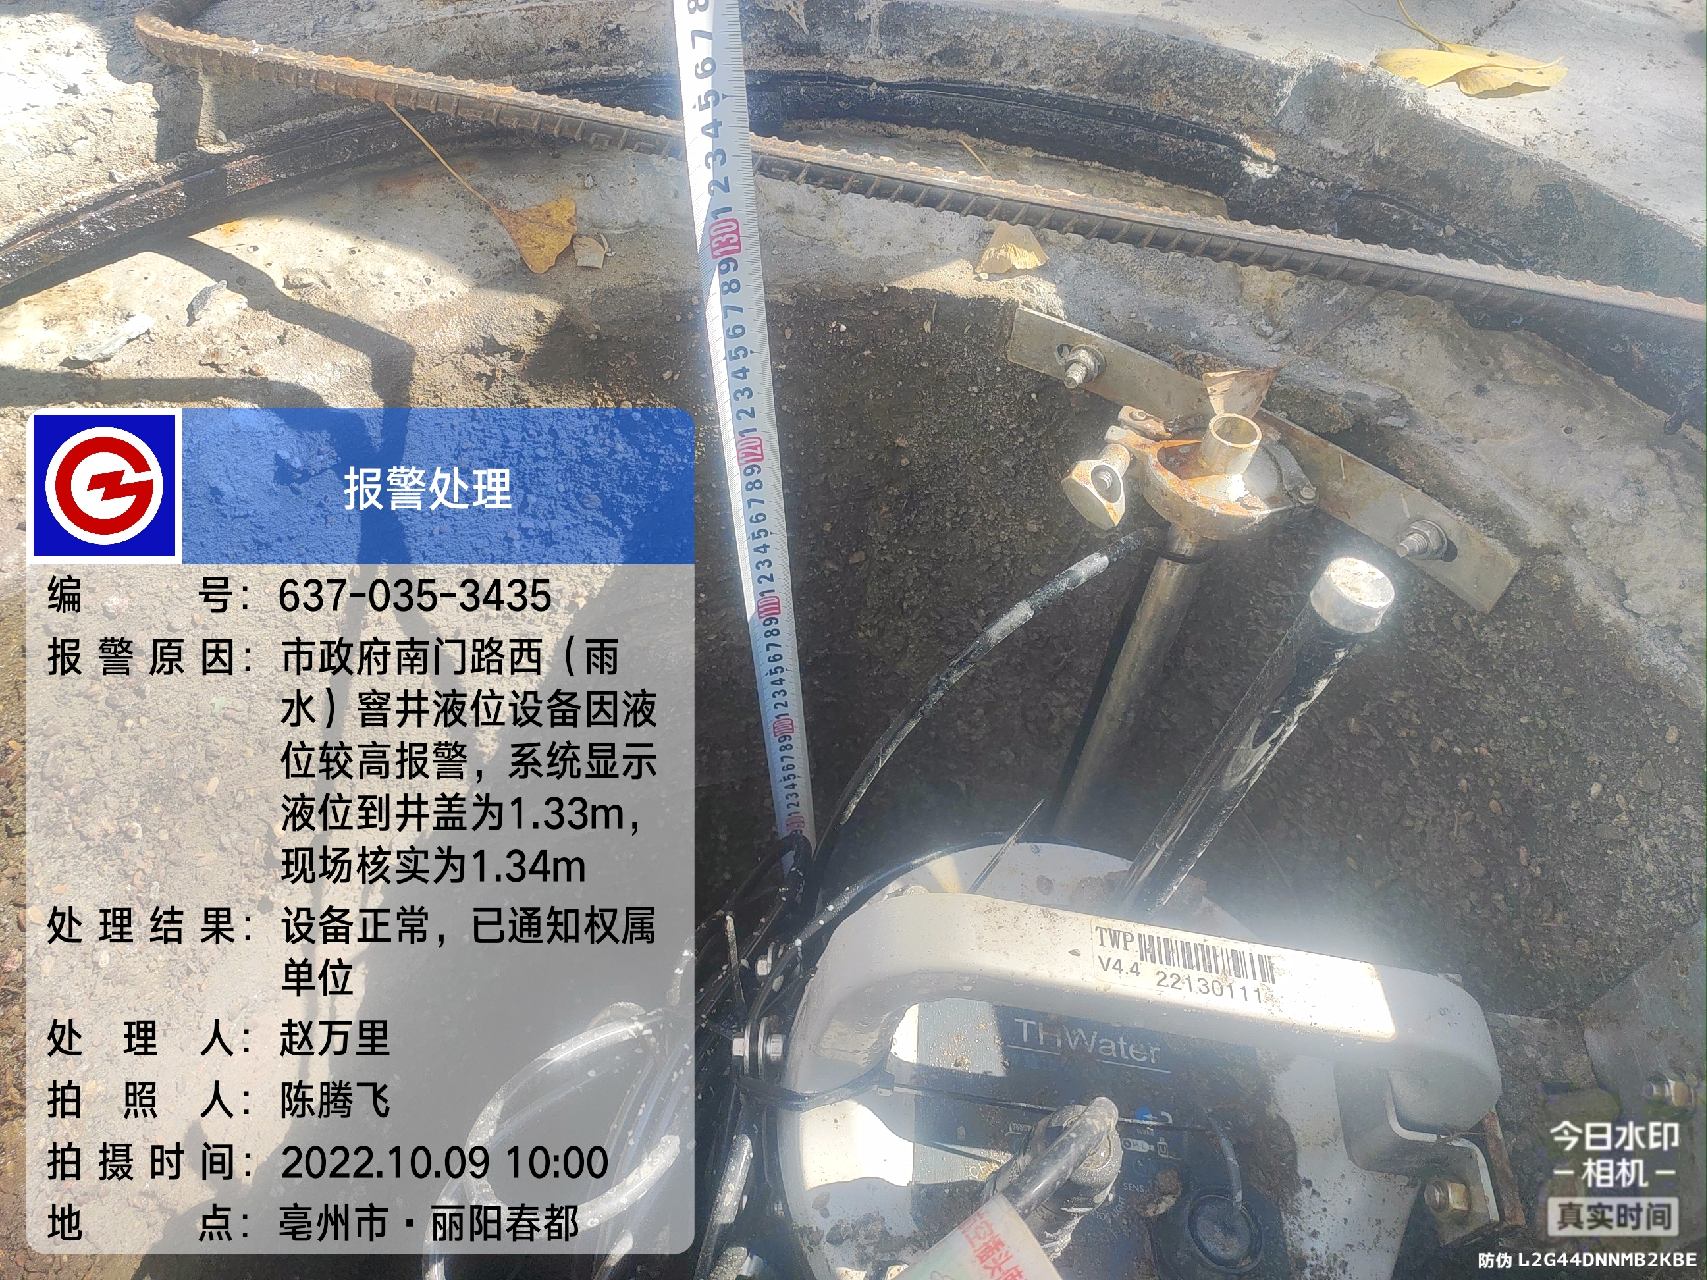 报警处理
编号：637-035-3435
报警原因：市政府南门路西（雨
水）窨井液位设备因液
位较高报警，系统显示
液位到井盖为1.33m，
现场核实为1.34m
处理结果：设备正常，已通知权属
单位
处理人：赵万里
拍照人：陈腾飞
拍摄时间：2022.10.09 10:00
地点：亳州市·丽阳春都
TWP
V4.4 22130111
THWater
今日水印
相机
真实时间
防伪 L2G44DNNMB2KBE